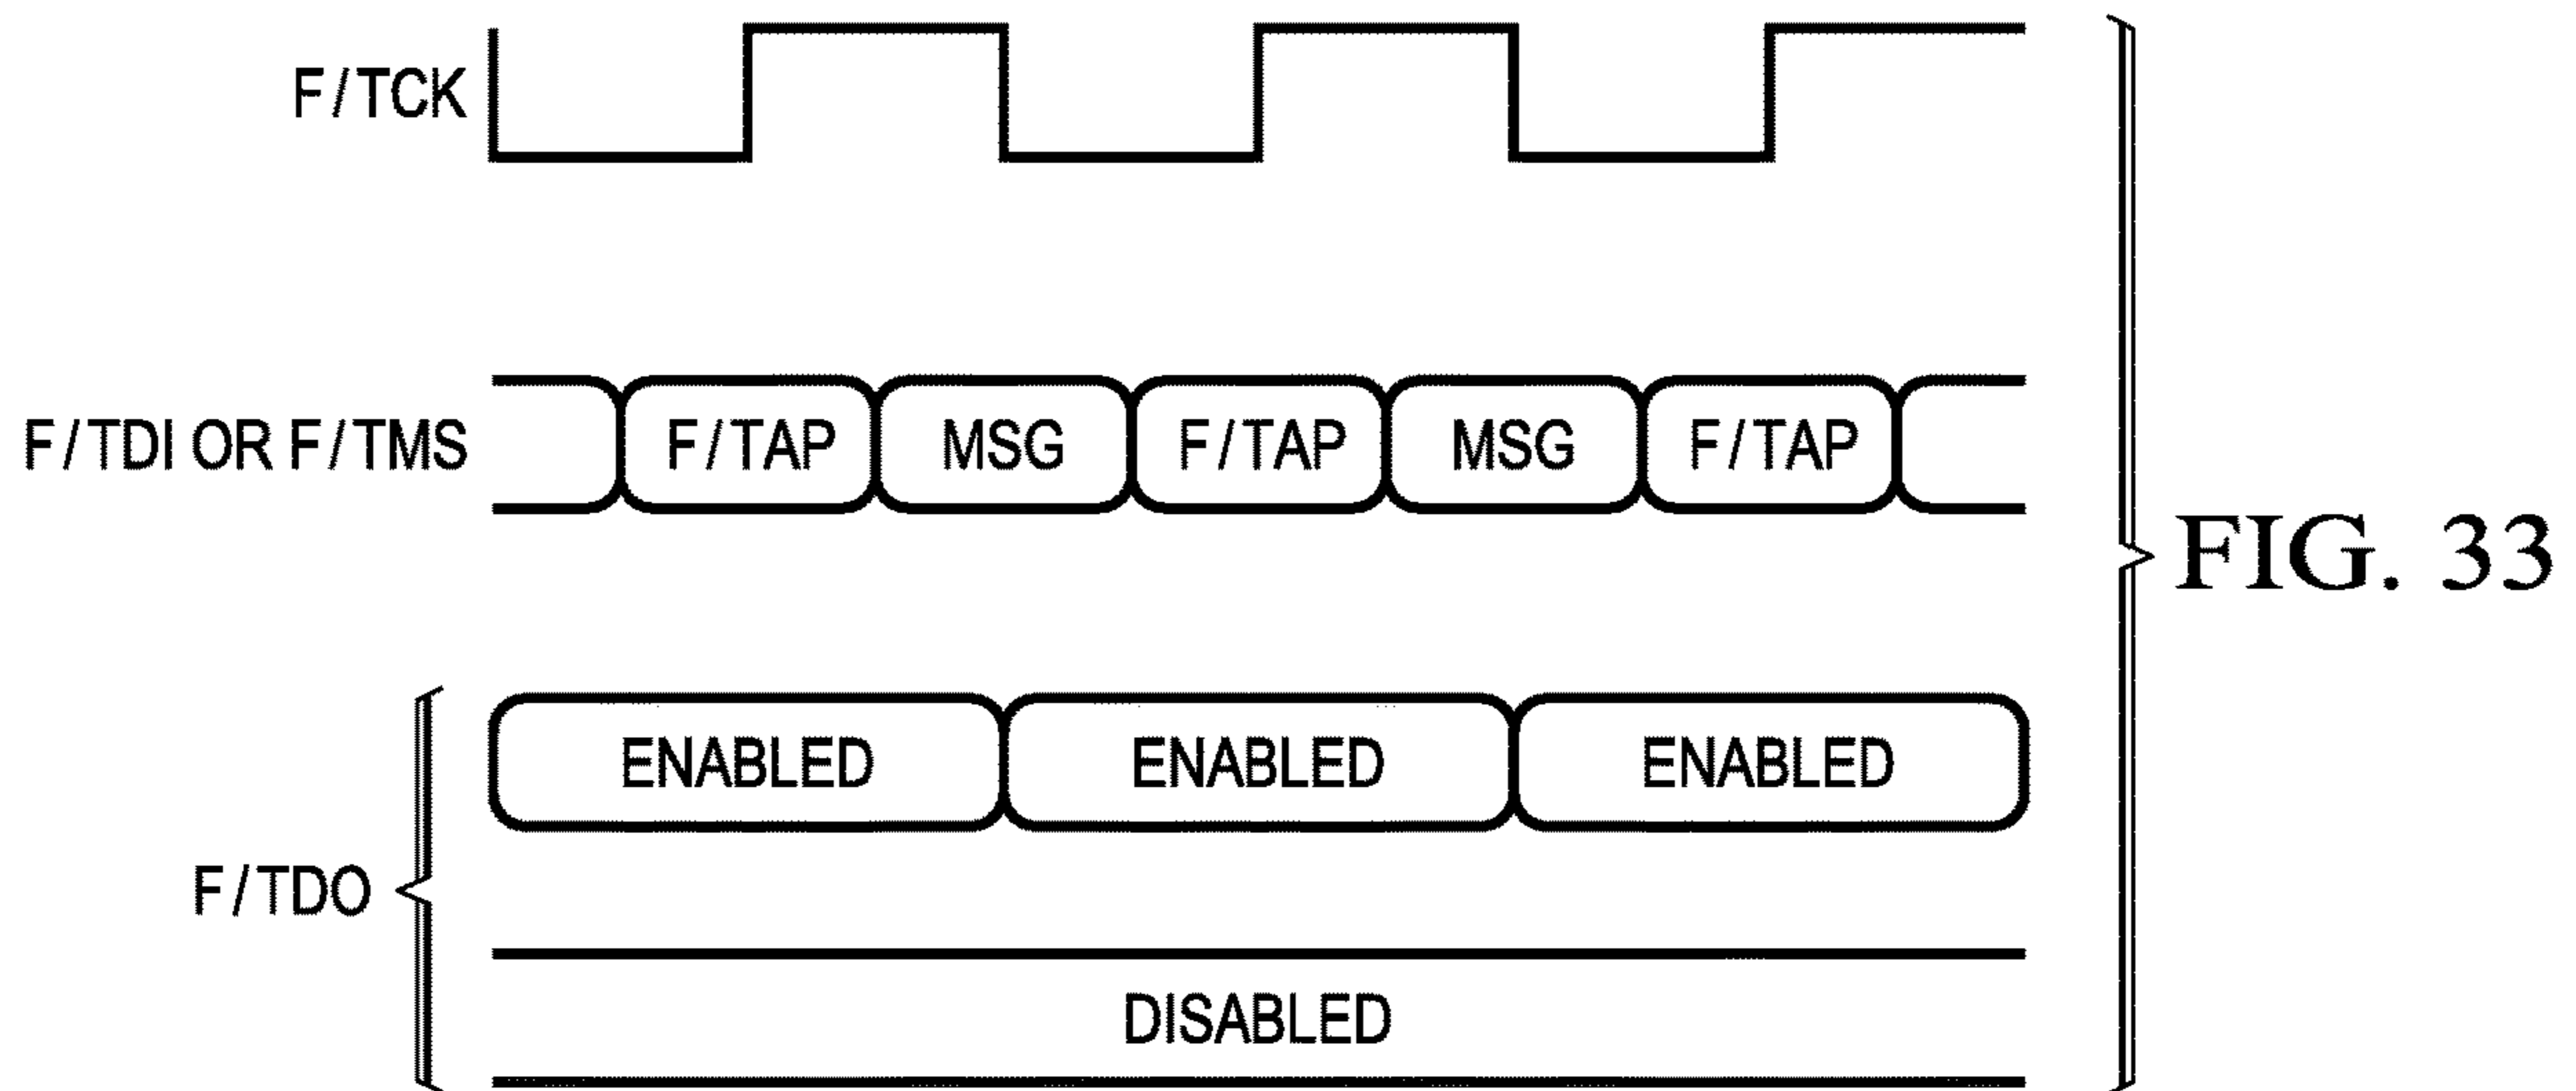 F/TCK
F/TDI OR F/TMS
F/TAP
MSG
F/TAP
MSG
F/TAP
FIG. 33
ENABLED
ENABLED
ENABLED
F/TDO
DISABLED